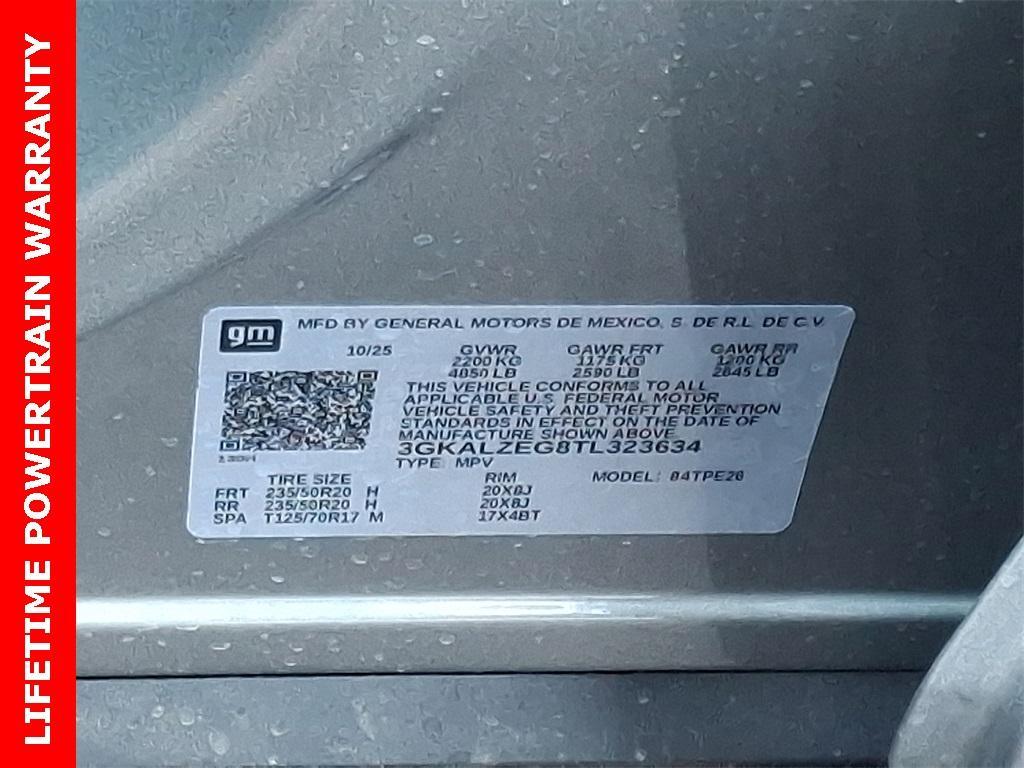 LIFETIME POWERTRAIN WARRANTY
gm
MFD BY GENERAL MOTORS DE MEXICO, S. DE R.L. DE C.V.
10/25 GVWR GAWR FRT GAWR RR
2200 KG 1175 KG 1200 KG
4850 LB 2590 LB 2645 LB
THIS VEHICLE CONFORMS TO ALL
APPLICABLE U.S. FEDERAL MOTOR
VEHICLE SAFETY AND THEFT PREVENTION
STANDARDS IN EFFECT ON THE DATE OF
MANUFACTURE SHOWN ABOVE
3GKALZEG8TL323634
TYPE: MPV
TIRE SIZE RIM MODEL:
FRT 235/50R20 H 20X8J
RR 235/50R20 H 20X8J
SPA T125/70R17 M 17X4BT